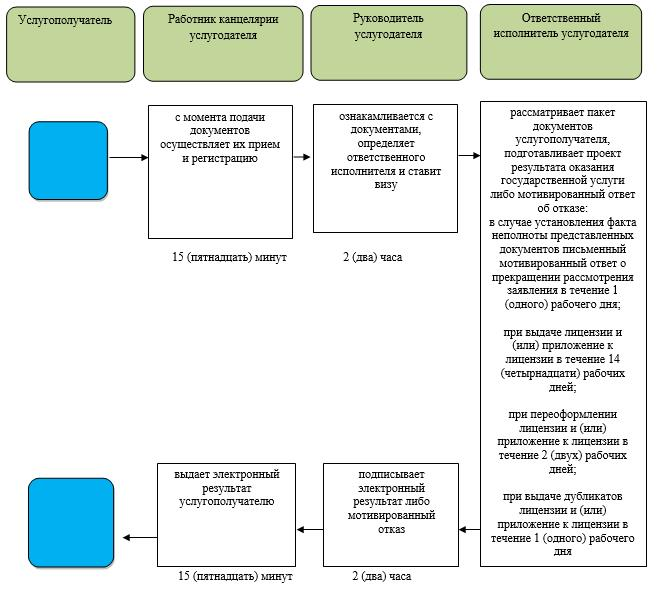 Услугополучатель
Работник канцелярии
услугодателя
Руководитель
услугодателя
Ответственный
исполнитель услугодателя
с момента подачи
документов
осуществляет их прием
и регистрацию
15 (пятнадцать) минут
ознакамливается с
документами,
определяет
ответственного
исполнителя и ставит
визу
2 (два) часа
рассматривает пакет
документов
услугополучателя,
подготавливает проект
результата оказания
государственной услуги
либо мотивированный ответ
об отказе:
в случае установления факта
неполноты представленных
документов письменный
мотивированный ответ о
прекращении рассмотрения
заявления в течение 1
(одного) рабочего дня;
при выдаче лицензии и
(или) приложение к
лицензии в течение 14
(четырнадцати) рабочих
дней;
при переоформлении
лицензии и (или)
приложение к лицензии в
течение 2 (двух) рабочих
дней;
при выдаче дубликатов
лицензии и (или)
приложение к лицензии в
течение 1 (одного) рабочего
дня
подписывает
электронный
результат либо
мотивированный
отказ
2 (два) часа
выдает электронный
результат
услугополучателю
15 (пятнадцать) минут